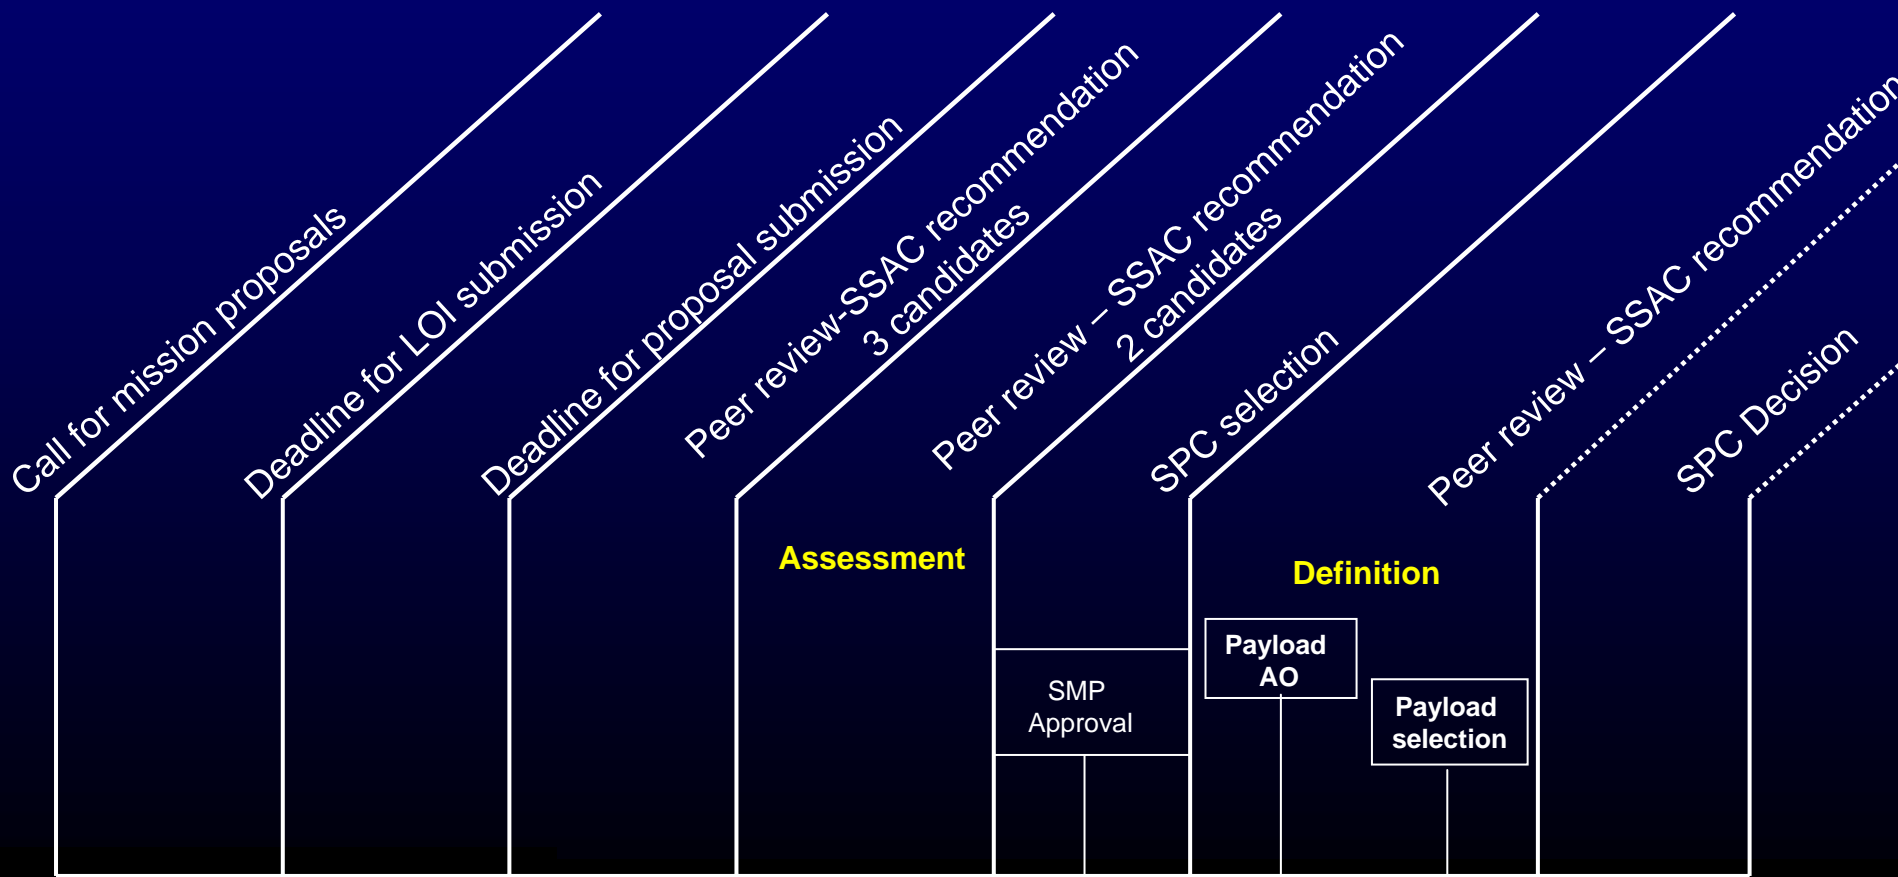 Call for mission proposals
Deadline for LOI submission
Deadline for proposal submission
Peer review-SSAC recommendation
3 candidates
Peer review – SSAC recommendation
2 candidates
SPC selection
Peer review – SSAC recommendation
SPC Decision
Assessment
Definition
SMP
Approval
Payload
AO
Payload
selection